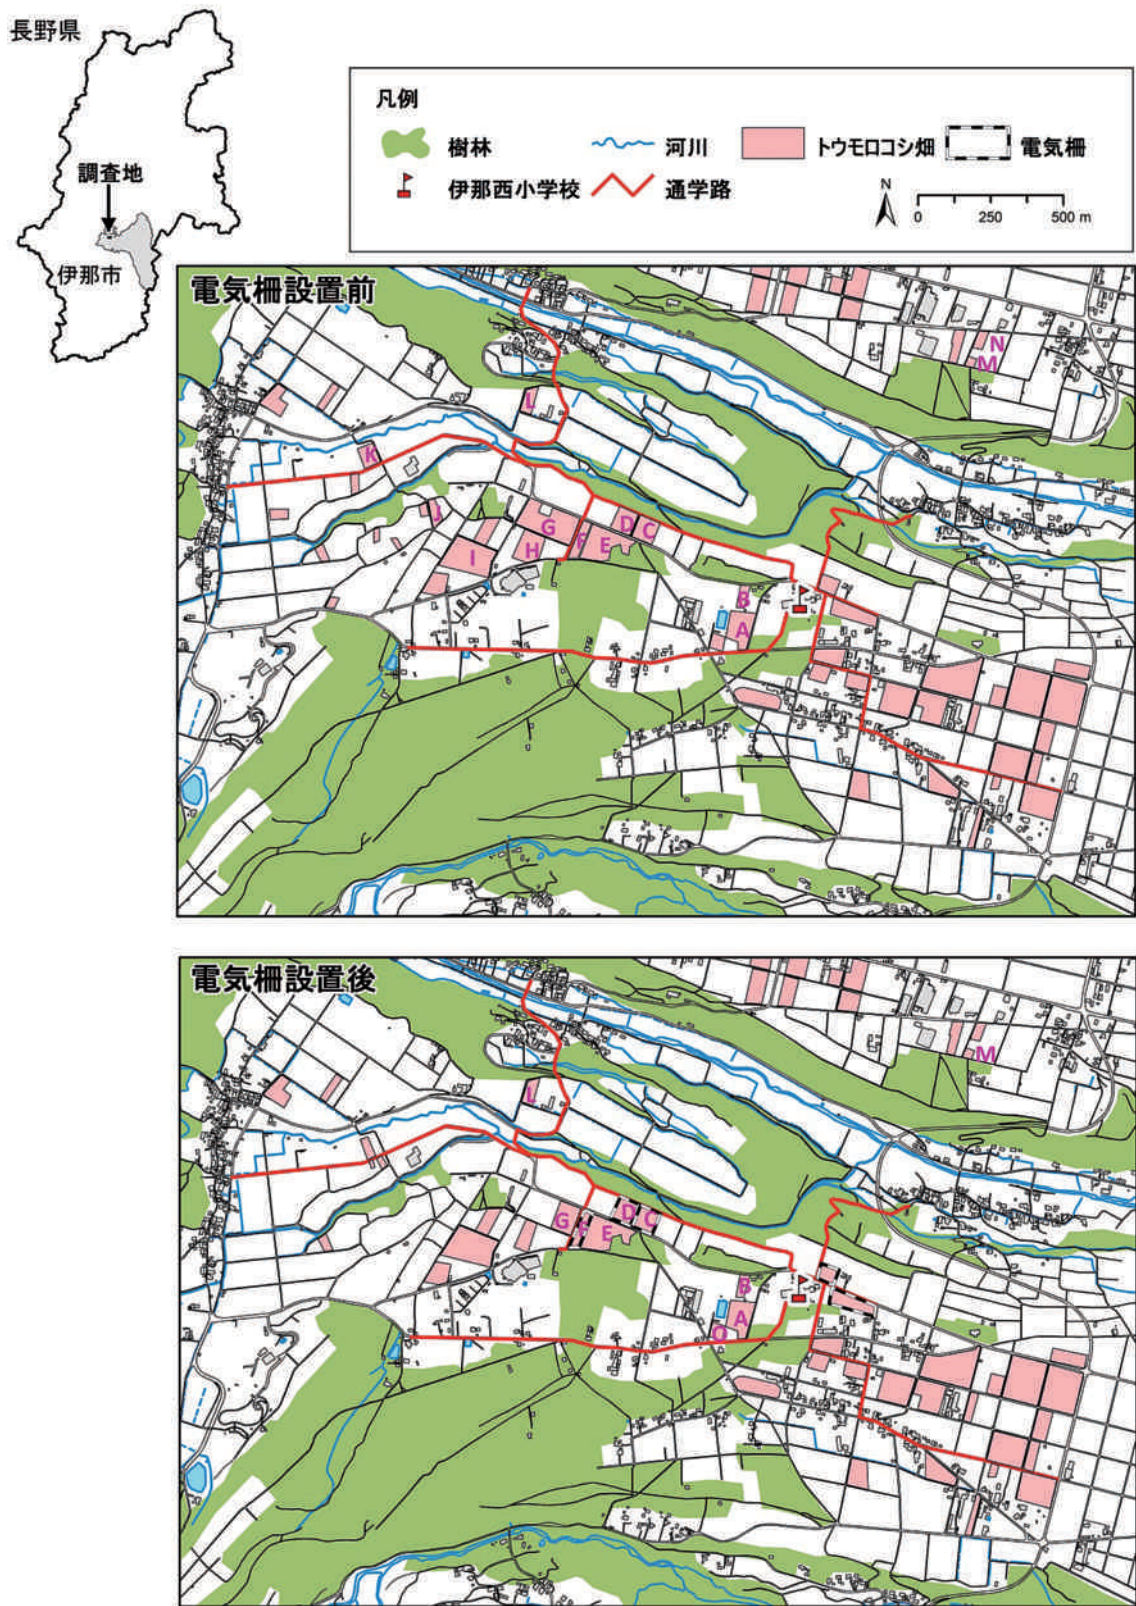 長野県
調査地
伊那市
凡例
樹林
河川
トウモロコシ畑
電気柵
伊那西小学校
通学路
N
0 250 500 m
電気柵設置前
N
M
L
K
J
G
D
C
F
E
H
I
B
A
電気柵設置後
M
L
G
D
C
F
E
B
A
O